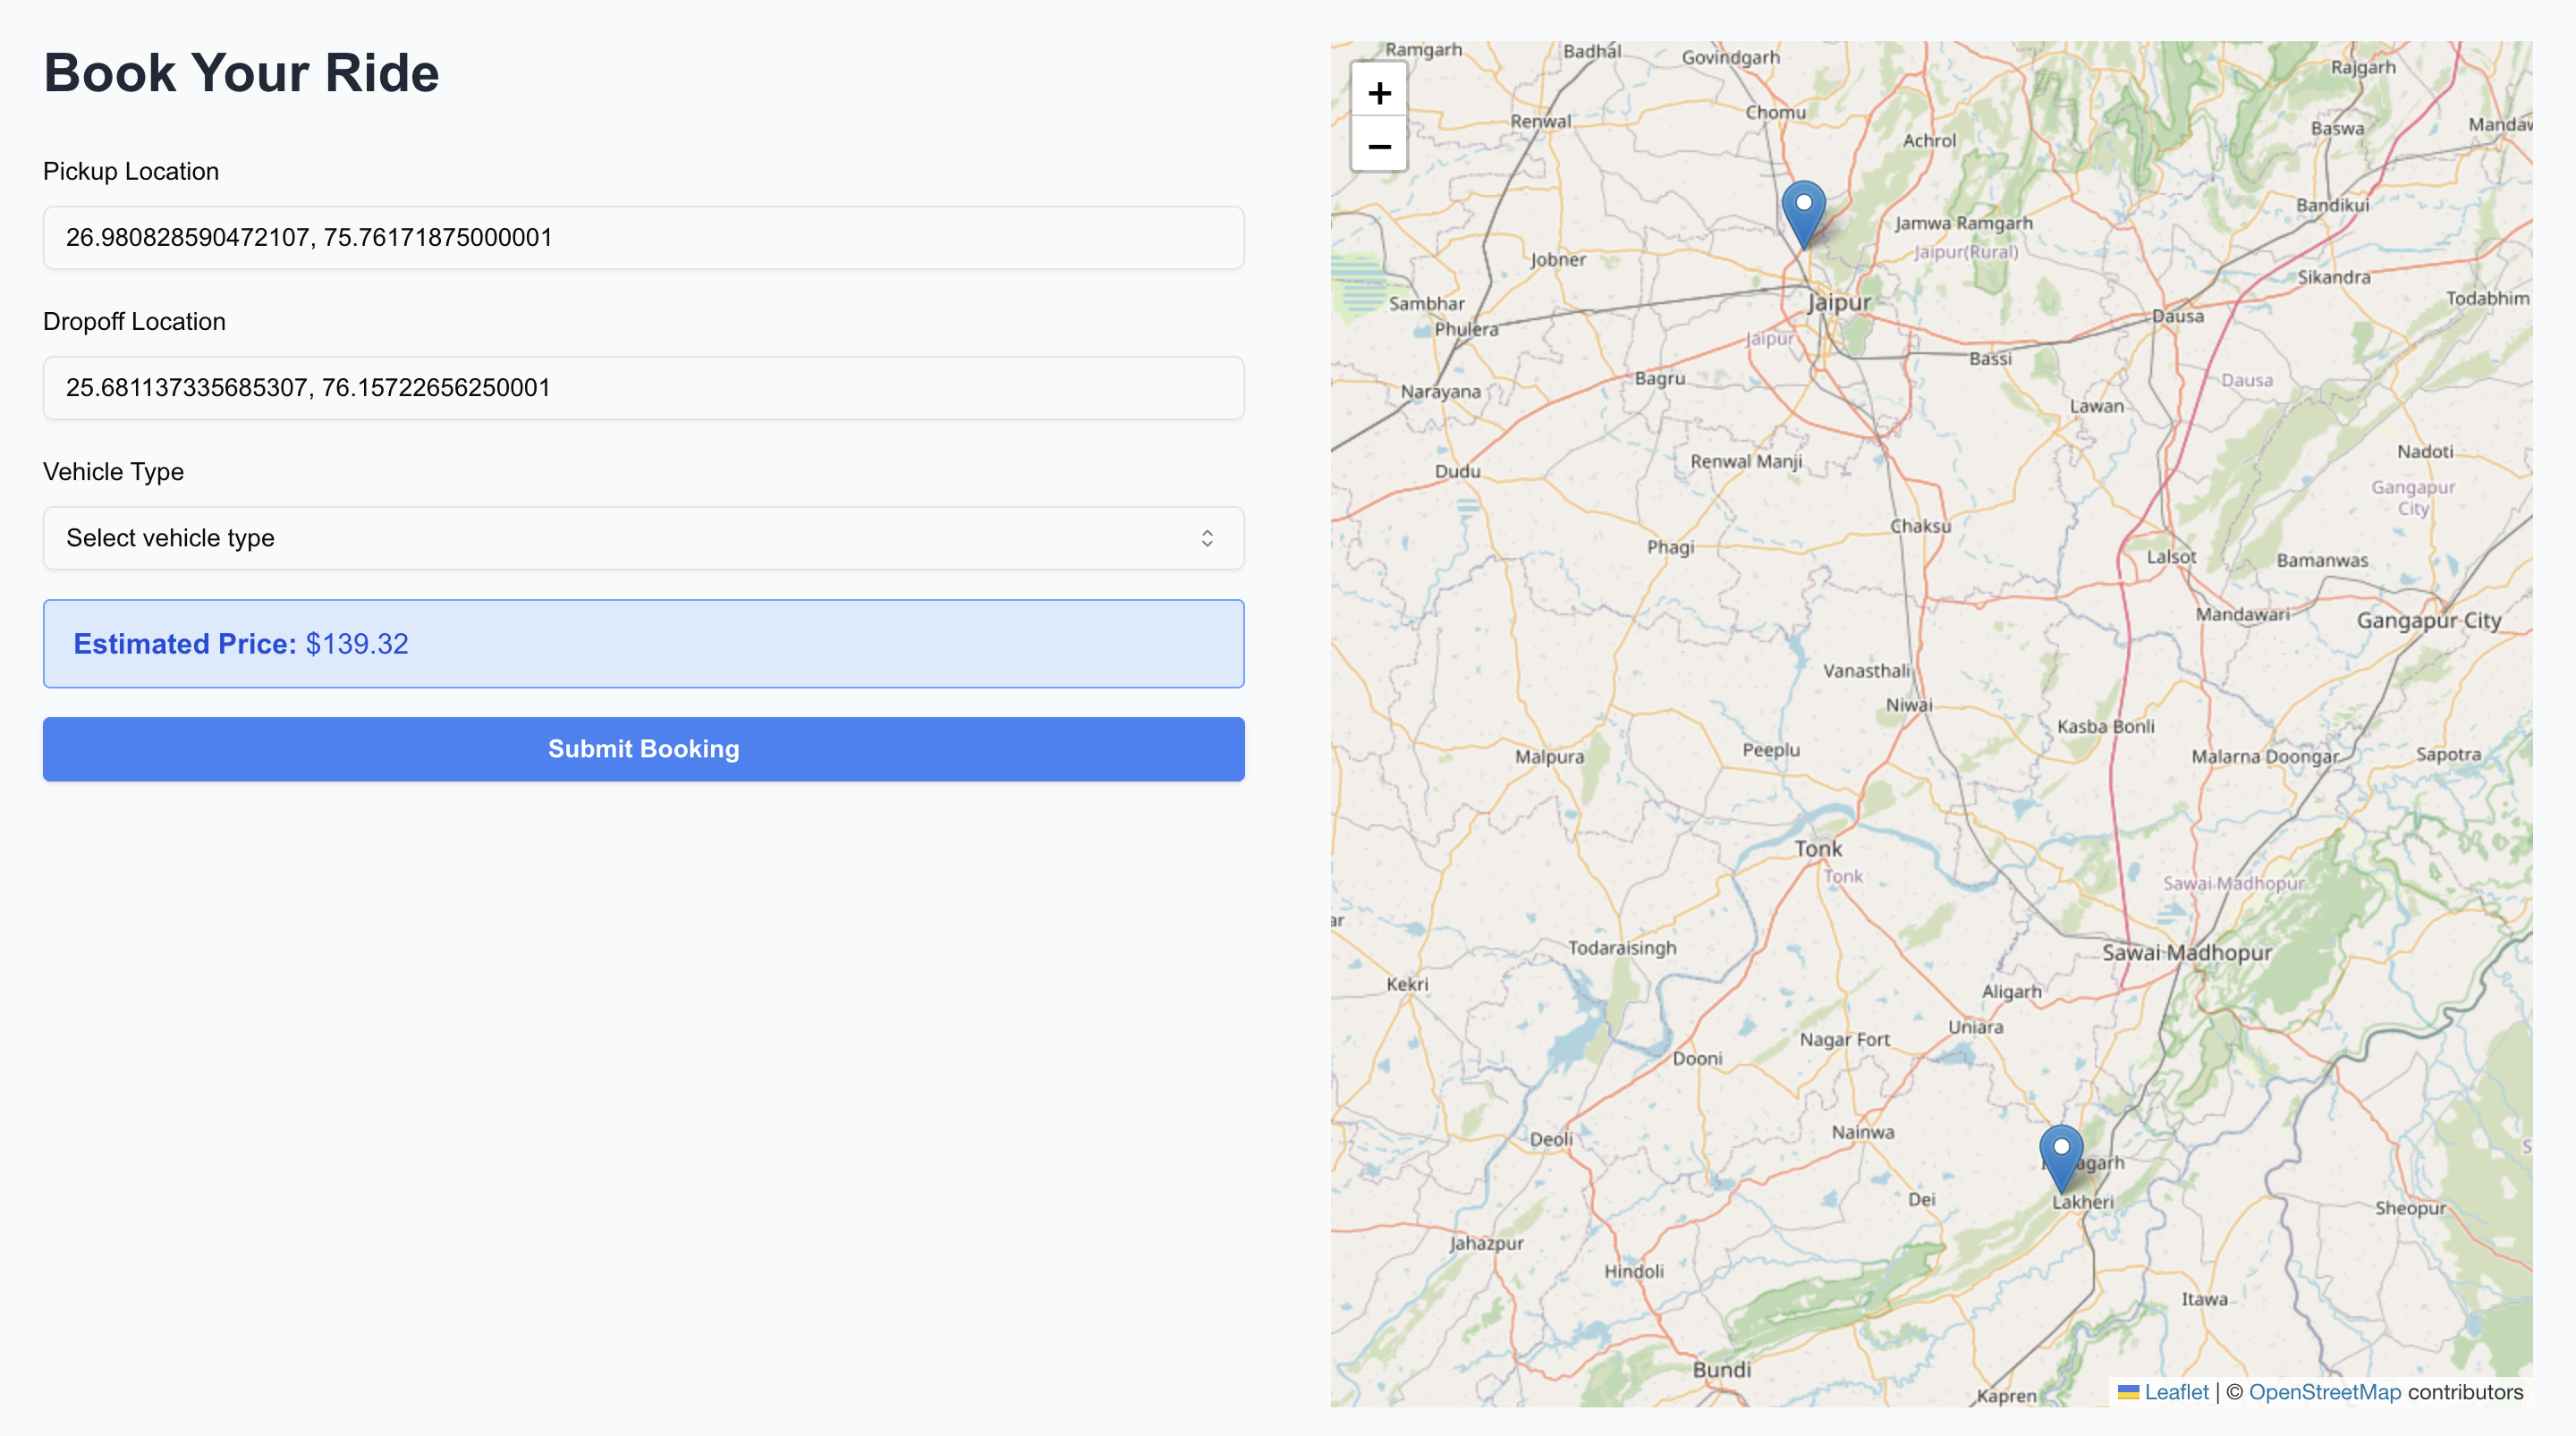 Book Your Ride
Pickup Location
26.980828590472107, 75.76171875000001
Dropoff Location
25.681137335685307, 76.15722656250001
Vehicle Type
Select vehicle type
Estimated Price: $139.32
Submit Booking
+
−
Ramgarh
Badhal
Govindgarh
Rajgarh
Renwal
Chomu
Achrol
Baswa
Jamwa Ramgarh
Jaipur(Rural)
Bandikui
Jobner
Sikandra
Sambhar
Jaipur
Todabhim
Phulera
Jaipur
Dausa
Bassi
Narayana
Bagru
Dausa
Lawan
Dudu
Renwal Manji
Nadoti
Gangapur
City
Phagi
Chaksu
Lalsot
Bamanwas
Mandawari
Gangapur City
Vanasthali
Niwai
Kasba Bonli
Malpura
Peeplu
Malarna Doongar
Sapotra
Tonk
Tonk
Sawai Madhopur
ar
Todaraisingh
Sawai Madhopur
Kekri
Aligarh
Uniara
Nagar Fort
Dooni
Deoli
Nainwa
agarh
Dei
Lakheri
Sheopur
Jahazpur
Hindoli
Itawa
Bundi
Kapren
Leaflet | © OpenStreetMap contributors